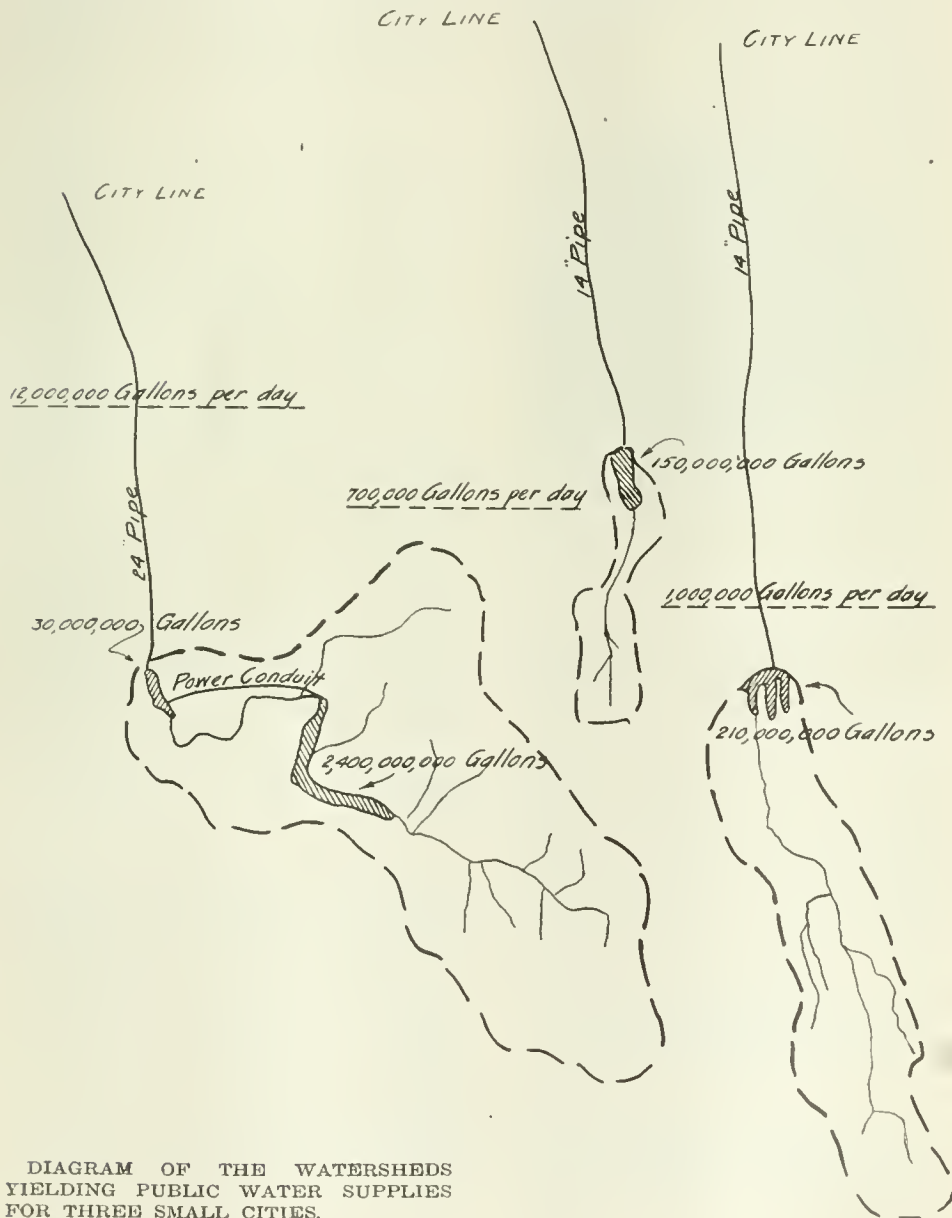 CITY LINE
CITY LINE
CITY LINE
14" Pipe
14" Pipe
12,000,000 Gallons per day
150,000,000 Gallons
700,000 Gallons per day
24" Pipe
1,000,000 Gallons per day
30,000,000 Gallons
Power Conduit
210,000,000 Gallons
2,400,000,000 Gallons
DIAGRAM OF THE WATERSHEDS
YIELDING PUBLIC WATER SUPPLIES
FOR THREE SMALL CITIES.